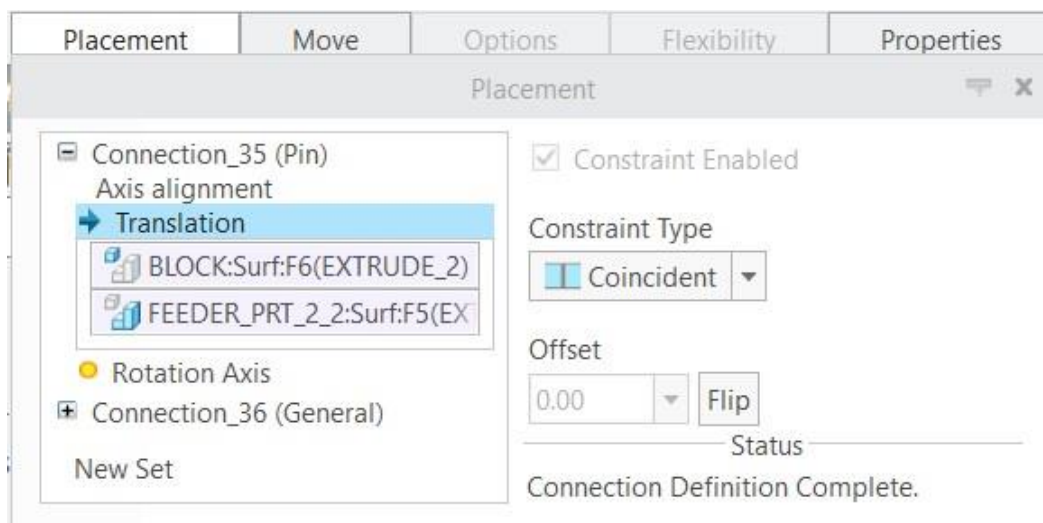 Placement Move Options Flexibility Properties
Placement
Connection_35 (Pin)
Axis alignment
Translation
BLOCK:Surf:F6(EXTRUDE_2)
FEEDER_PRT_2_2:Surf:F5(EX
Rotation Axis
Connection_36 (General)
New Set
Constraint Enabled
Constraint Type
Coincident
Offset
0.00 Flip
Status
Connection Definition Complete.